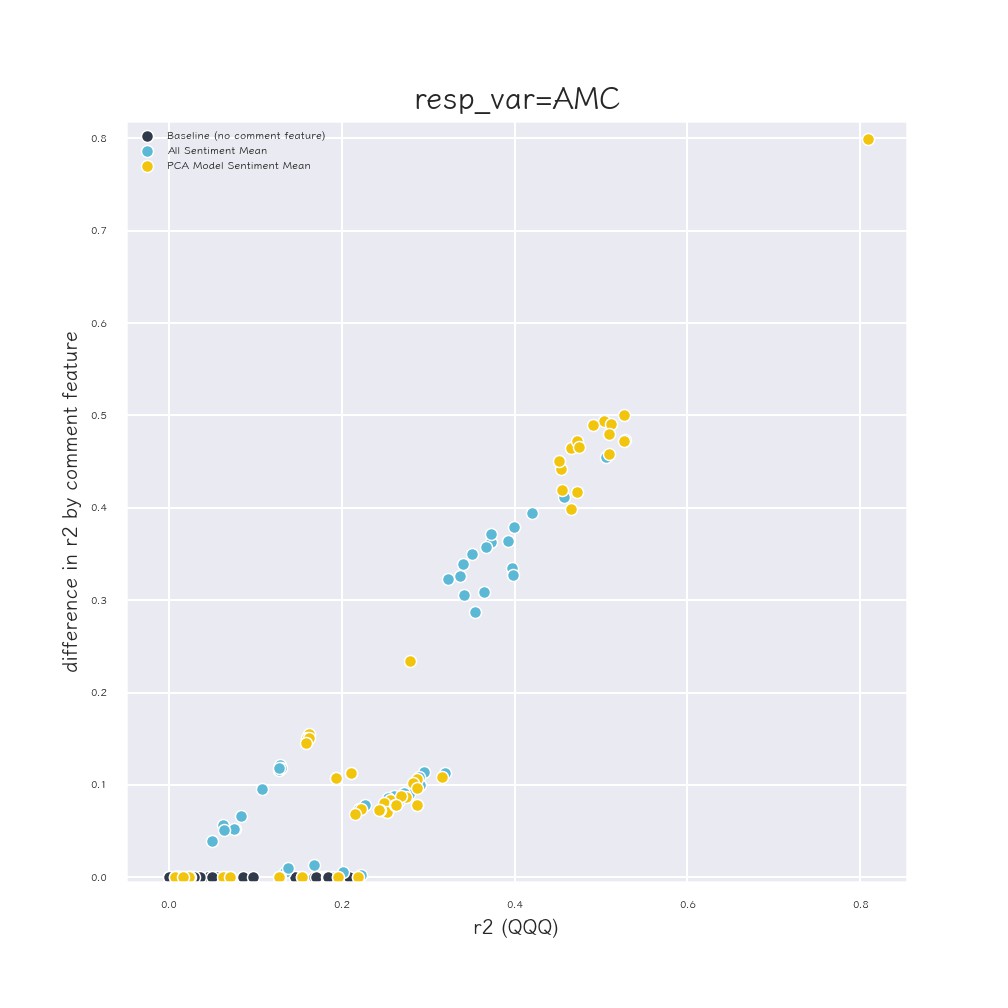 resp_var=AMC
Baseline (no comment feature)
All Sentiment Mean
PCA Model Sentiment Mean
difference in r2 by comment feature
0.8
0.7
0.6
0.5
0.4
0.3
0.2
0.1
0.0
0.0 0.2 0.4 0.6 0.8
r2 (QQQ)